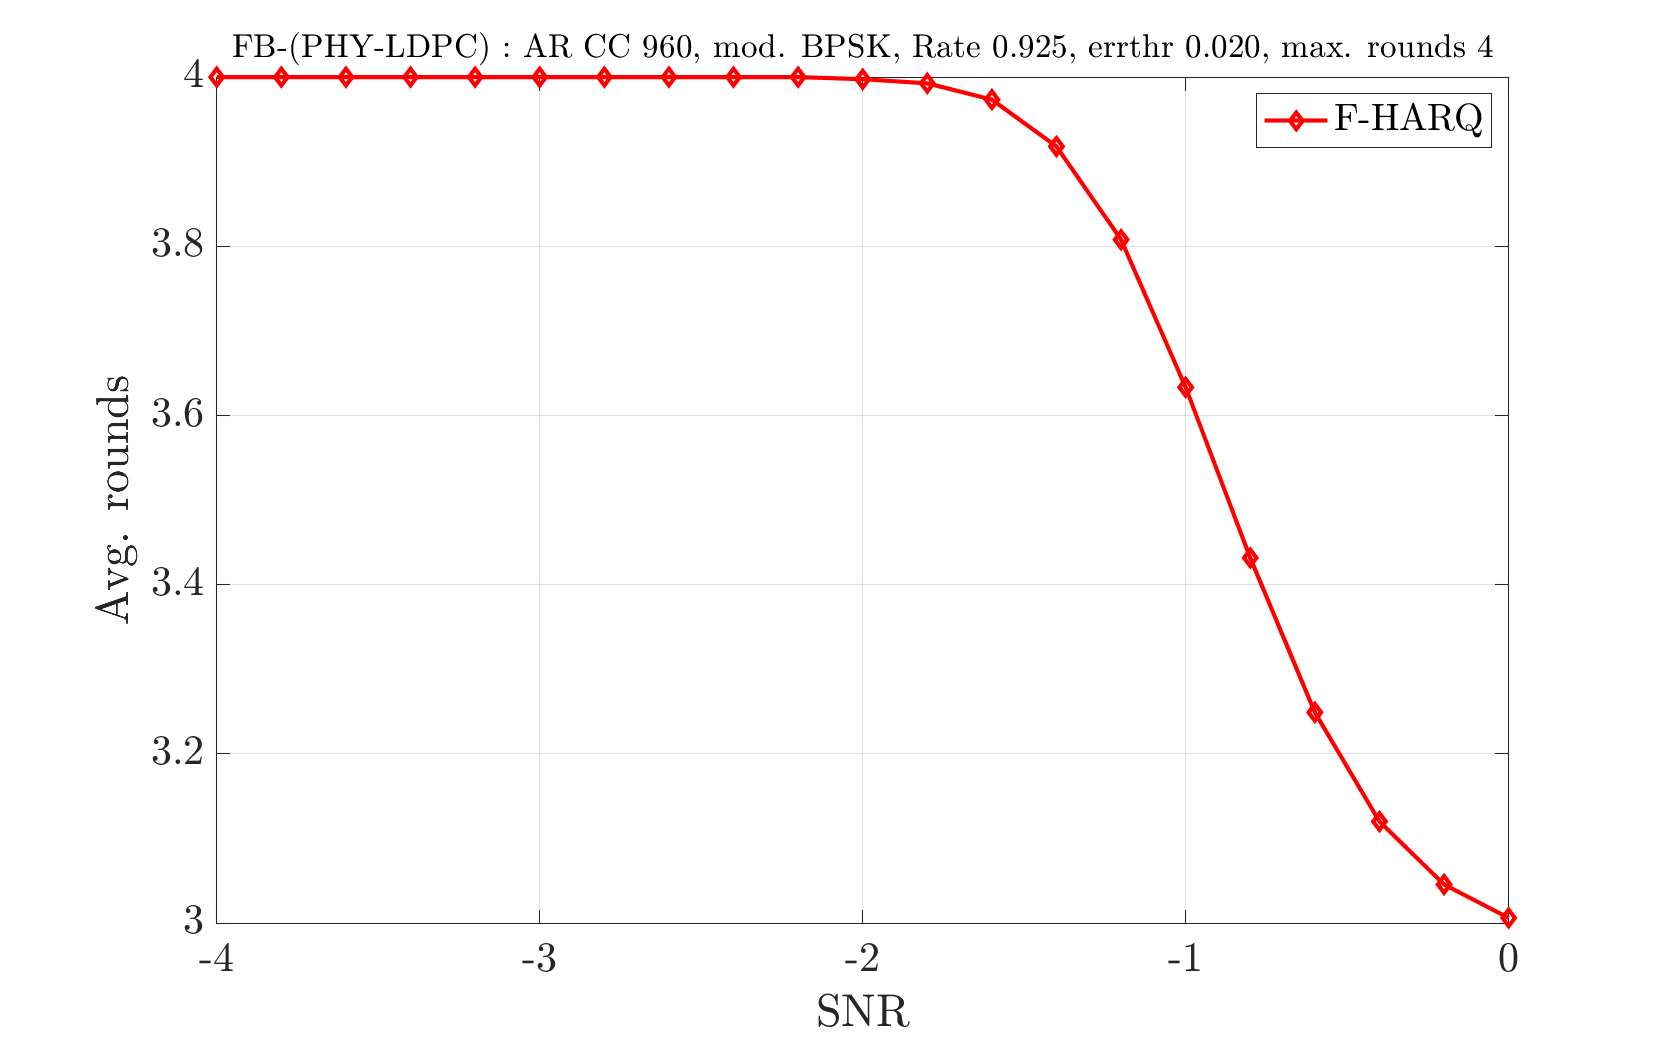 FB-(PHY-LDPC) : AR CC 960, mod. BPSK, Rate 0.925, errthr 0.020, max. rounds 4
F-HARQ
4
3.8
3.6
3.4
3.2
3
Avg. rounds
-4 -3 -2 -1 0
SNR